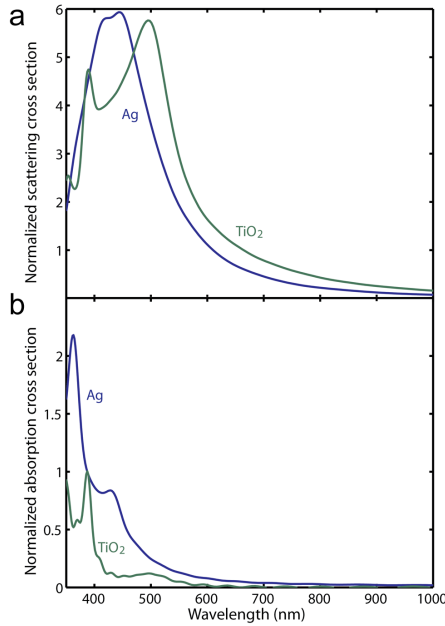 a
Normalized scattering cross section
6
5
4
3
2
1
Ag
TiO2
b
Normalized absorption cross section
2
1.5
1
0.5
0
Ag
TiO2
400 500 600 700 800 900 1000
Wavelength (nm)